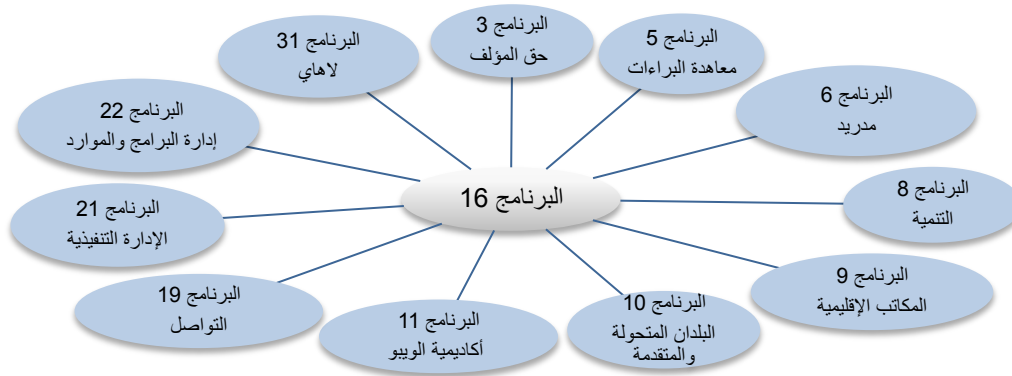 البرنامج 3
حق المؤلف
البرنامج 5
معاهدة البراءات
البرنامج 6
مدريد
البرنامج 8
التنمية
البرنامج 9
المكاتب الإقليمية
البرنامج 10
البلدان المتحولة
والمتقدمة
البرنامج 11
أكاديمية الويبو
البرنامج 19
التواصل
البرنامج 21
الإدارة التنفيذية
البرنامج 22
إدارة البرامج والموارد
البرنامج 31
لاهاي
البرنامج 16